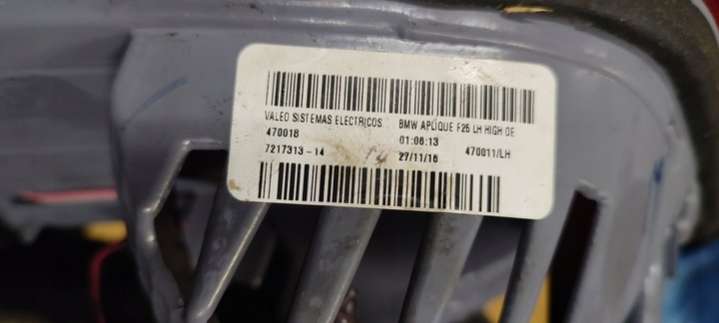 VALEO SISTEMAS ELECTRICOS BMW APLIQUE F25 LH HIGH OE
470018 01:06:13 470011/LH
7217313-14 27/11/16